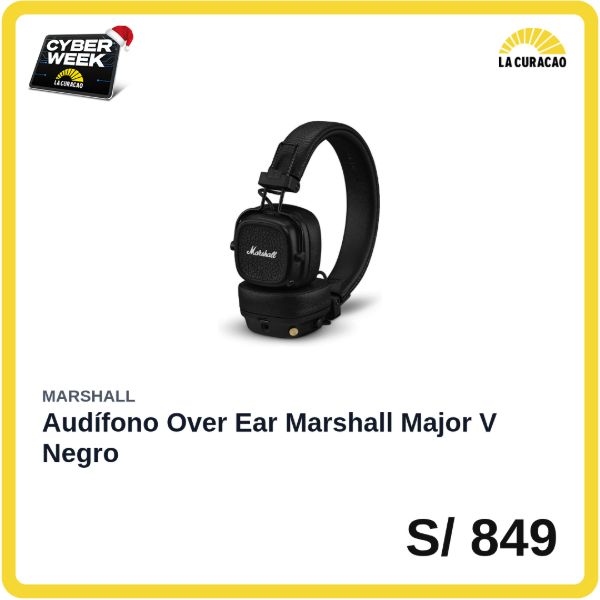 CYBER
WEEK
LA CURACAO
LA CURACAO
Marshall
MARSHALL
Audífono Over Ear Marshall Major V
Negro
S/ 849